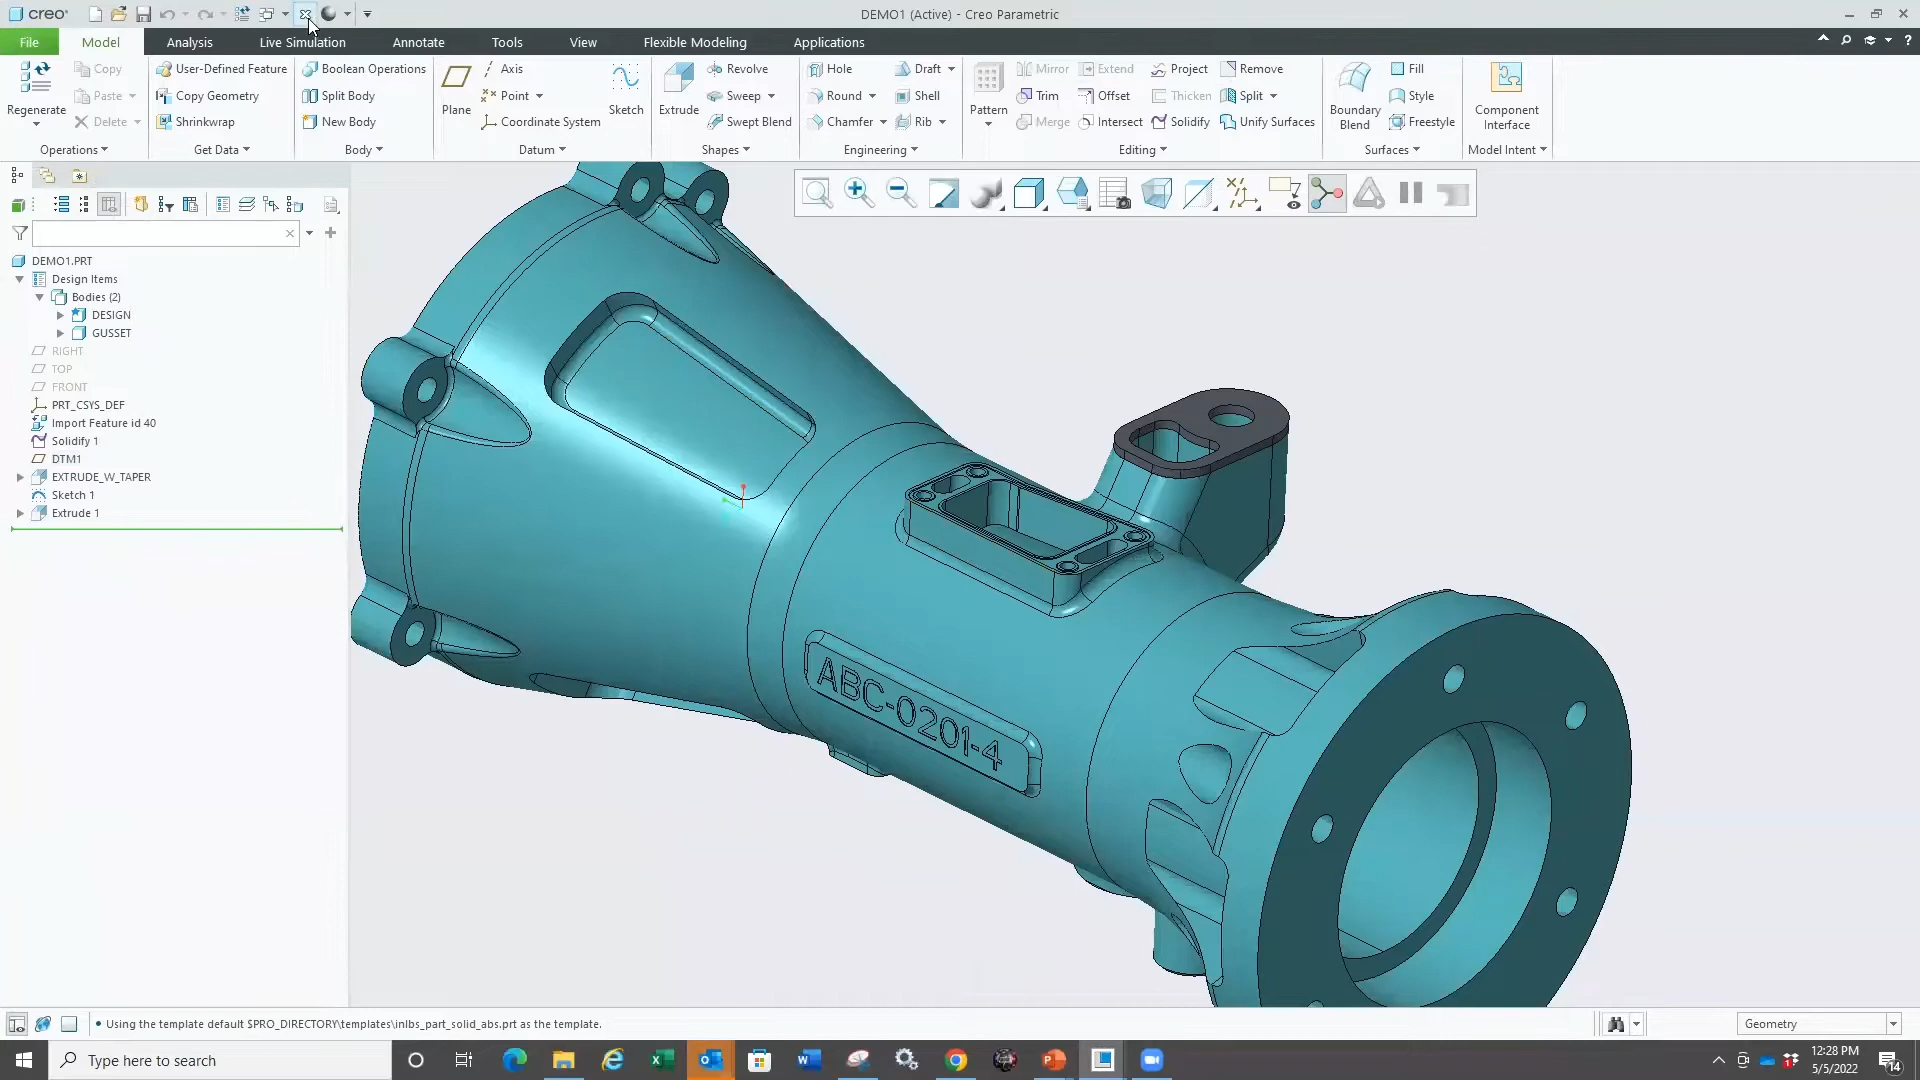 creo
DEMO1 (Active) - Creo Parametric
File Model Analysis Live Simulation Annotate Tools View Flexible Modeling Applications
Regenerate
Copy
Paste
Delete
Operations
User-Defined Feature
Copy Geometry
Shrinkwrap
Get Data
Boolean Operations
Split Body
New Body
Body
Plane
Axis
Point
Coordinate System
Sketch
Datum
Extrude
Revolve
Sweep
Swept Blend
Shapes
Hole
Round
Chamfer
Draft
Shell
Rib
Engineering
Pattern
Mirror
Trim
Merge
Extend
Offset
Intersect
Project
Thicken
Solidify
Remove
Split
Unify Surfaces
Editing
Boundary
Blend
Fill
Style
Freestyle
Surfaces
Component
Interface
Model Intent
DEMO1.PRT
Design Items
Bodies (2)
DESIGN
GUSSET
RIGHT
TOP
FRONT
PRT_CSYS_DEF
Import Feature id 40
Solidify 1
DTM1
EXTRUDE_W_TAPER
Sketch 1
Extrude 1
ABC-0201-4
• Using the template default $PRO_DIRECTORY\templates\inlbs_part_solid_abs.prt as the template.
Geometry
Type here to search
12:28 PM
5/5/2022
14